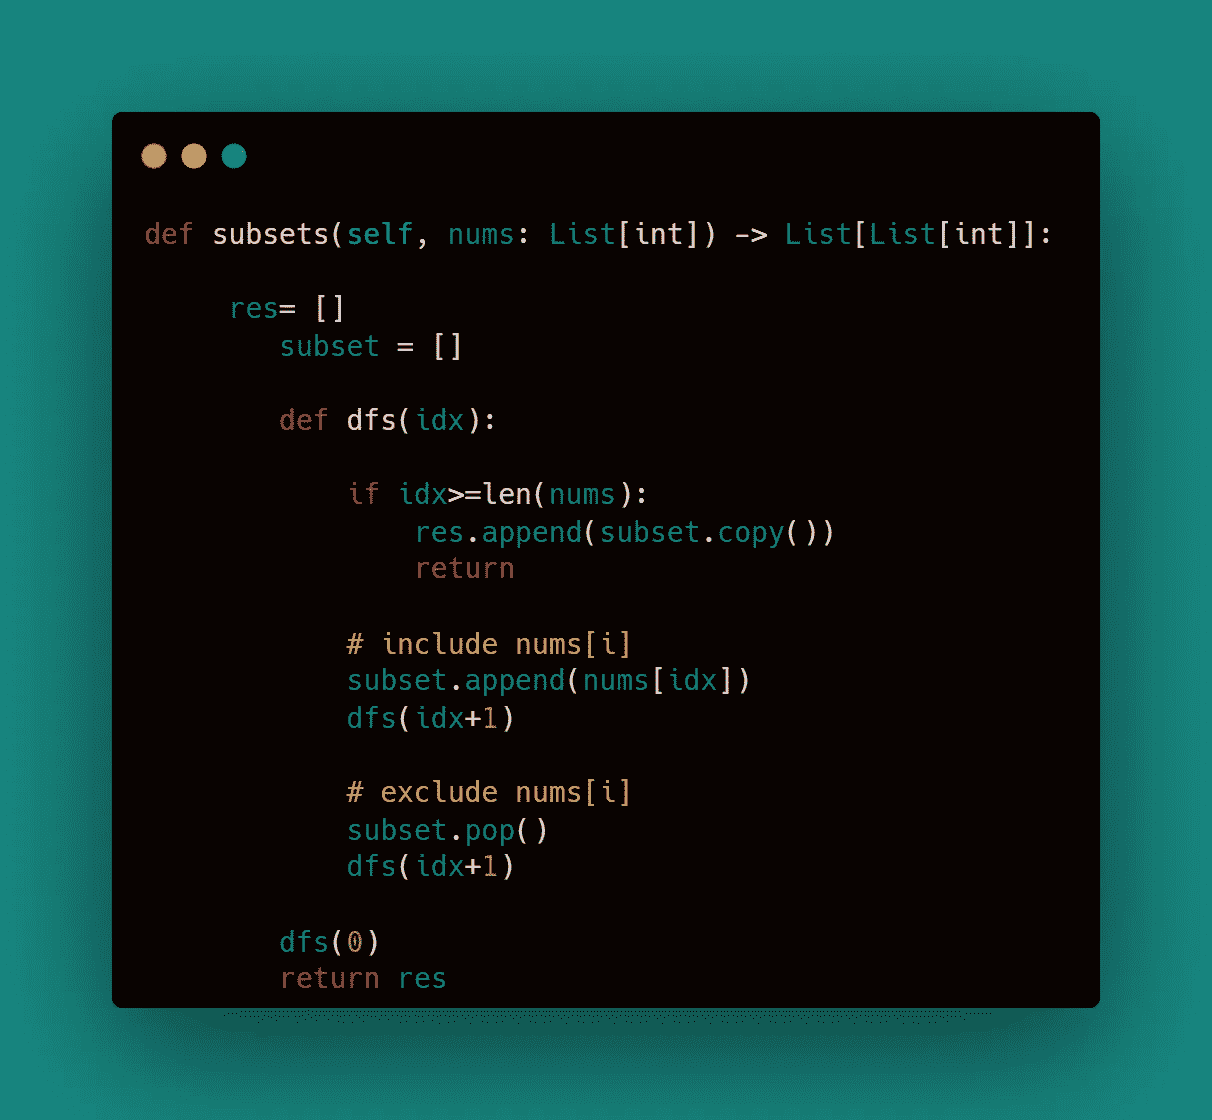 def subsets(self, nums: List[int]) -> List[List[int]]:
     res= []
        subset = []
        def dfs(idx):
            if idx>=len(nums):
                res.append(subset.copy())
                return
            # include nums[i]
            subset.append(nums[idx])
            dfs(idx+1)
            # exclude nums[i]
            subset.pop()
            dfs(idx+1)
        dfs(0)
        return res